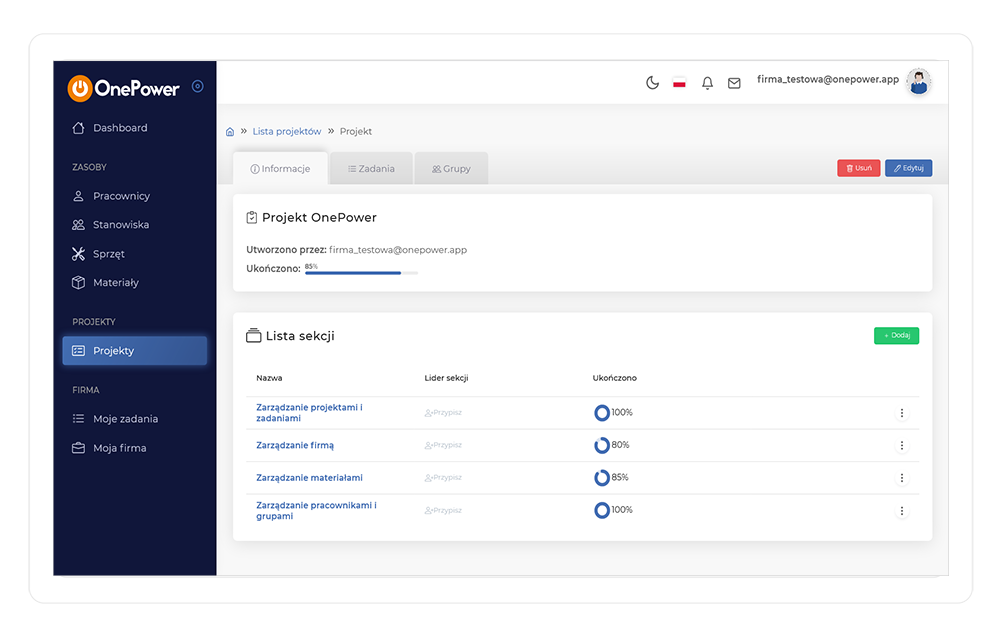 OnePower
firma_testowa@onepower.app
Dashboard
ZASOBY
Pracownicy
Stanowiska
Sprzęt
Materiały
PROJEKTY
Projekty
FIRMA
Moje zadania
Moja firma
» Lista projektów » Projekt
Informacje
Zadania
Grupy
Usuń
Edytuj
Projekt OnePower
Utworzono przez: firma_testowa@onepower.app
Ukończono: 85%
Lista sekcji
+ Dodaj
Nazwa Lider sekcji Ukończono
Zarządzanie projektami i
zadaniami
Przypisz
100%
Zarządzanie firmą
Przypisz
80%
Zarządzanie materiałami
Przypisz
85%
Zarządzanie pracownikami i
grupami
Przypisz
100%